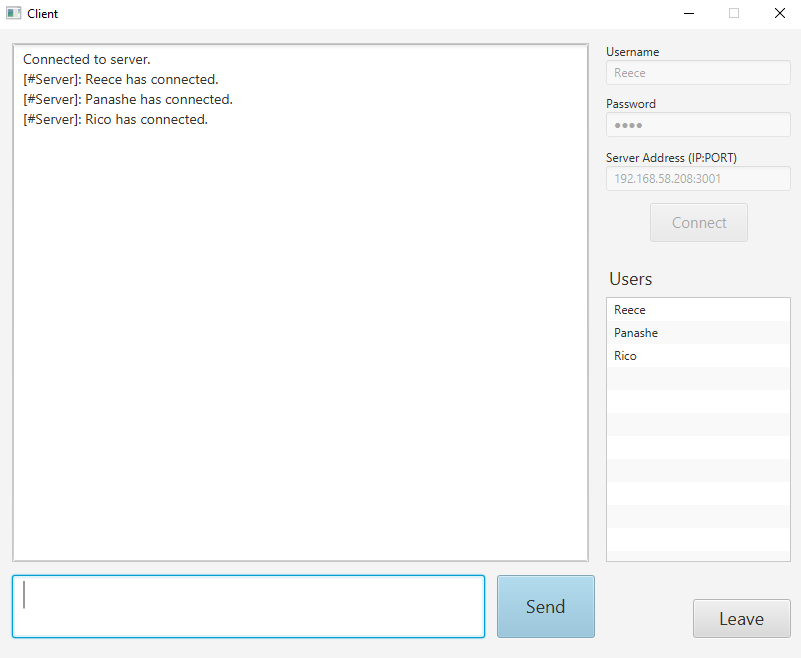 Client
Connected to server.
[#Server]: Reece has connected.
[#Server]: Panashe has connected.
[#Server]: Rico has connected.
Username
Reece
Password
●●●●
Server Address (IP:PORT)
192.168.58.208:3001
Connect
Users
Reece
Panashe
Rico
Send
Leave